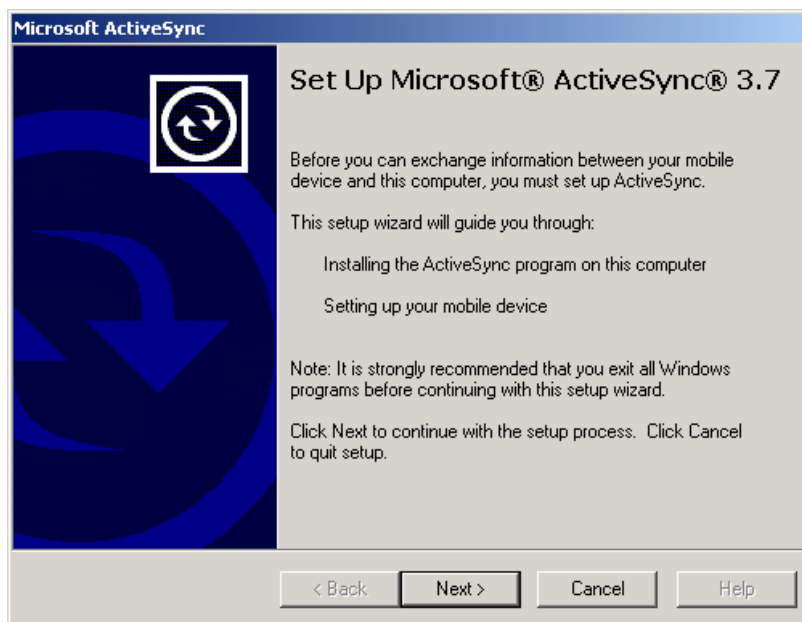 Microsoft ActiveSync
Set Up Microsoft® ActiveSync® 3.7
Before you can exchange information between your mobile
device and this computer, you must set up ActiveSync.
This setup wizard will guide you through:
Installing the ActiveSync program on this computer
Setting up your mobile device
Note: It is strongly recommended that you exit all Windows
programs before continuing with this setup wizard.
Click Next to continue with the setup process.  Click Cancel
to quit setup.
< Back Next > Cancel Help